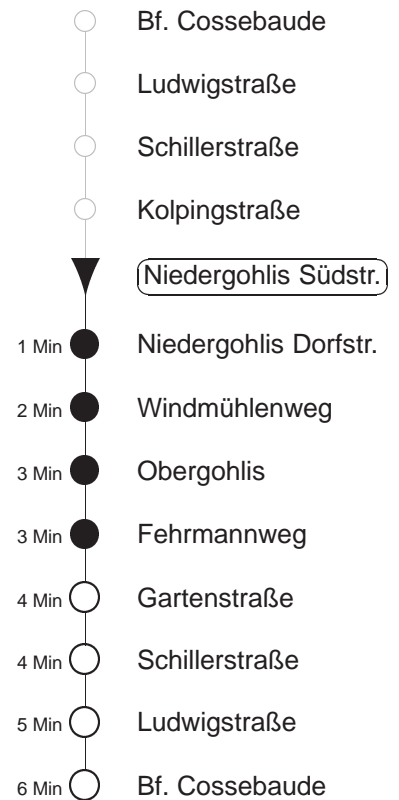 Bf. Cossebaude
Ludwigstraße
Schillerstraße
Kolpingstraße
Niedergohlis Südstr.
1 Min Niedergohlis Dorfstr.
2 Min Windmühlenweg
3 Min Obergohlis
3 Min Fehrmannweg
4 Min Gartenstraße
4 Min Schillerstraße
5 Min Ludwigstraße
6 Min Bf. Cossebaude